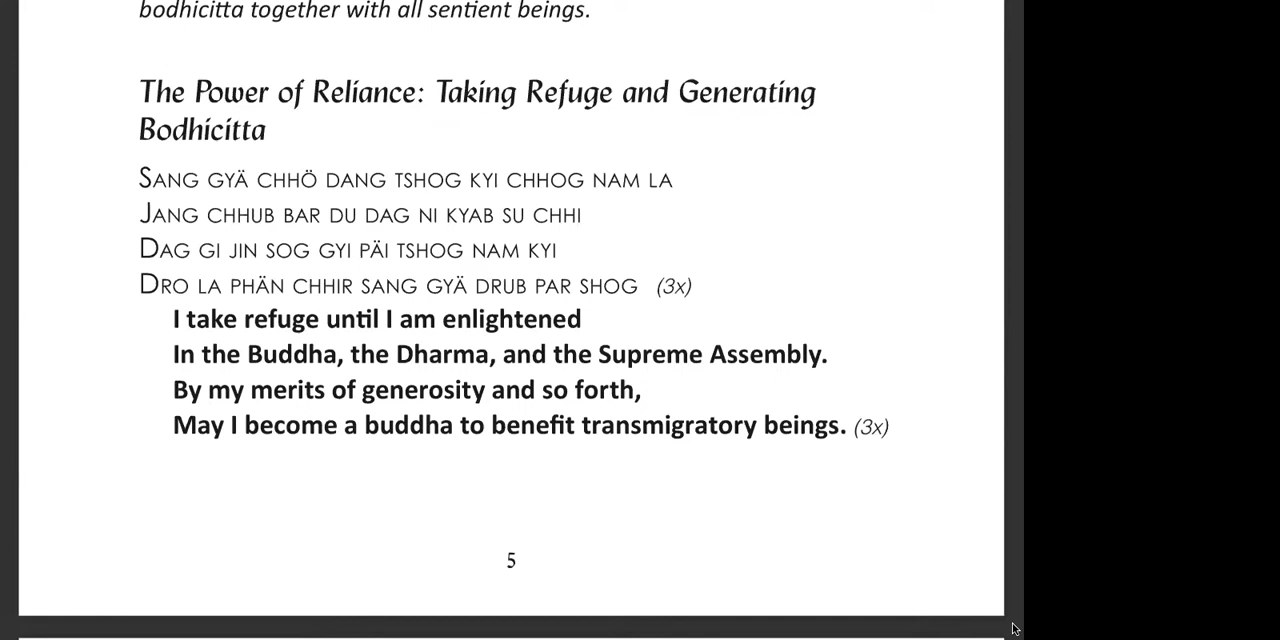 bodhicitta together with all sentient beings.
The Power of Reliance: Taking Refuge and Generating
Bodhicitta
SANG GYÄ CHHÖ DANG TSHOG KYI CHHOG NAM LA
JANG CHHUB BAR DU DAG NI KYAB SU CHHI
DAG GI JIN SOG GYI PÄI TSHOG NAM KYI
DRO LA PHÄN CHHIR SANG GYÄ DRUB PAR SHOG (3x)
I take refuge until I am enlightened
In the Buddha, the Dharma, and the Supreme Assembly.
By my merits of generosity and so forth,
May I become a buddha to benefit transmigratory beings. (3x)
5